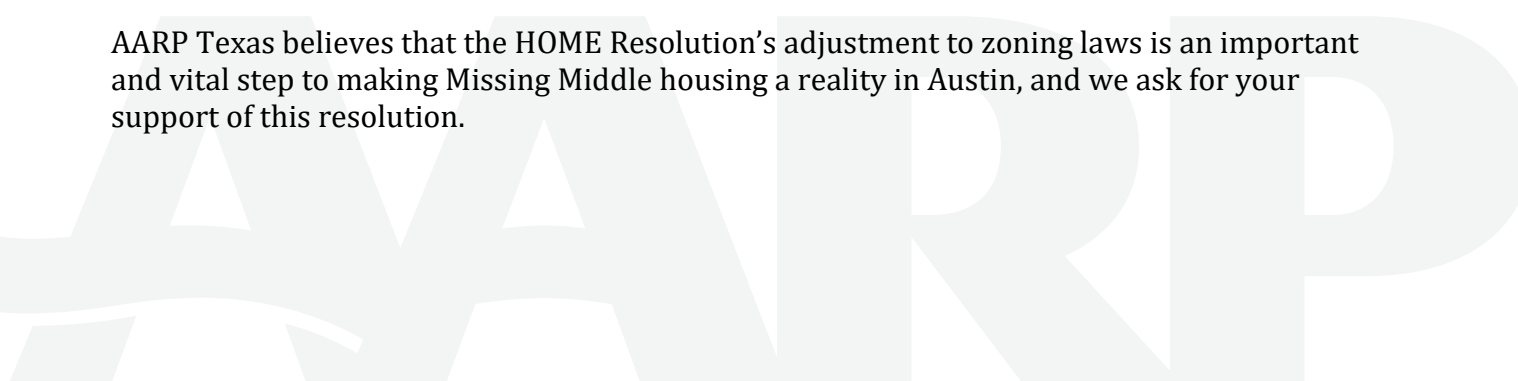 AARP Texas believes that the HOME Resolution’s adjustment to zoning laws is an important
and vital step to making Missing Middle housing a reality in Austin, and we ask for your
support of this resolution.
AARP